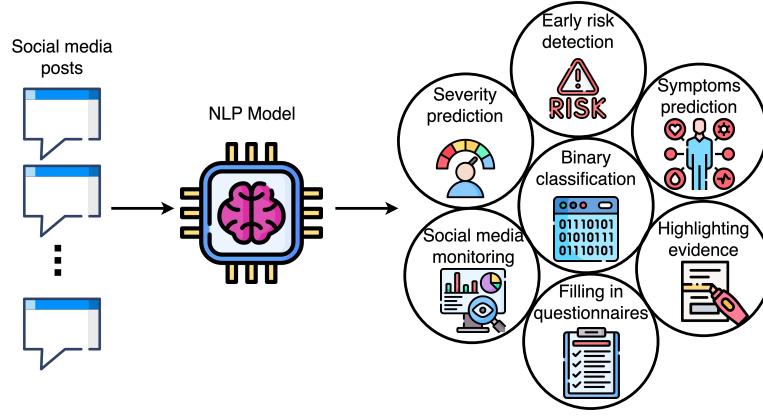 Social media
posts
NLP Model
Early risk
detection
RISK
Severity
prediction
Symptoms
prediction
Binary
classification
01110101
01010111
01110101
Social media
monitoring
Highlighting
evidence
Filling in
questionnaires